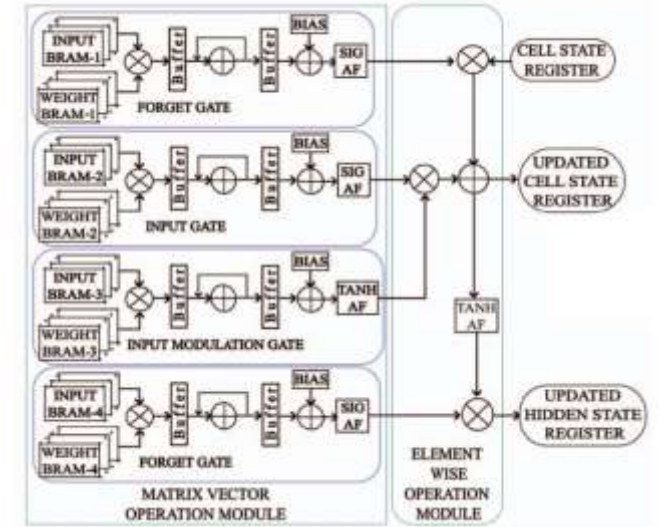 BIAS
INPUT
BRAM-1
Buffer
Buffer
SIG
AF
WEIGHT
BRAM-1
FORGET GATE
CELL STATE
REGISTER
BIAS
INPUT
BRAM-2
Buffer
Buffer
SIG
AF
WEIGHT
BRAM-2
INPUT GATE
UPDATED
CELL STATE
REGISTER
BIAS
INPUT
BRAM-3
Buffer
Buffer
TANH
AF
WEIGHT
BRAM-3
INPUT MODULATION GATE
TANH
AF
BIAS
INPUT
BRAM-4
Buffer
Buffer
SIG
AF
WEIGHT
BRAM-4
FORGET GATE
UPDATED
HIDDEN STATE
REGISTER
MATRIX VECTOR
OPERATION MODULE
ELEMENT
WISE
OPERATION
MODULE